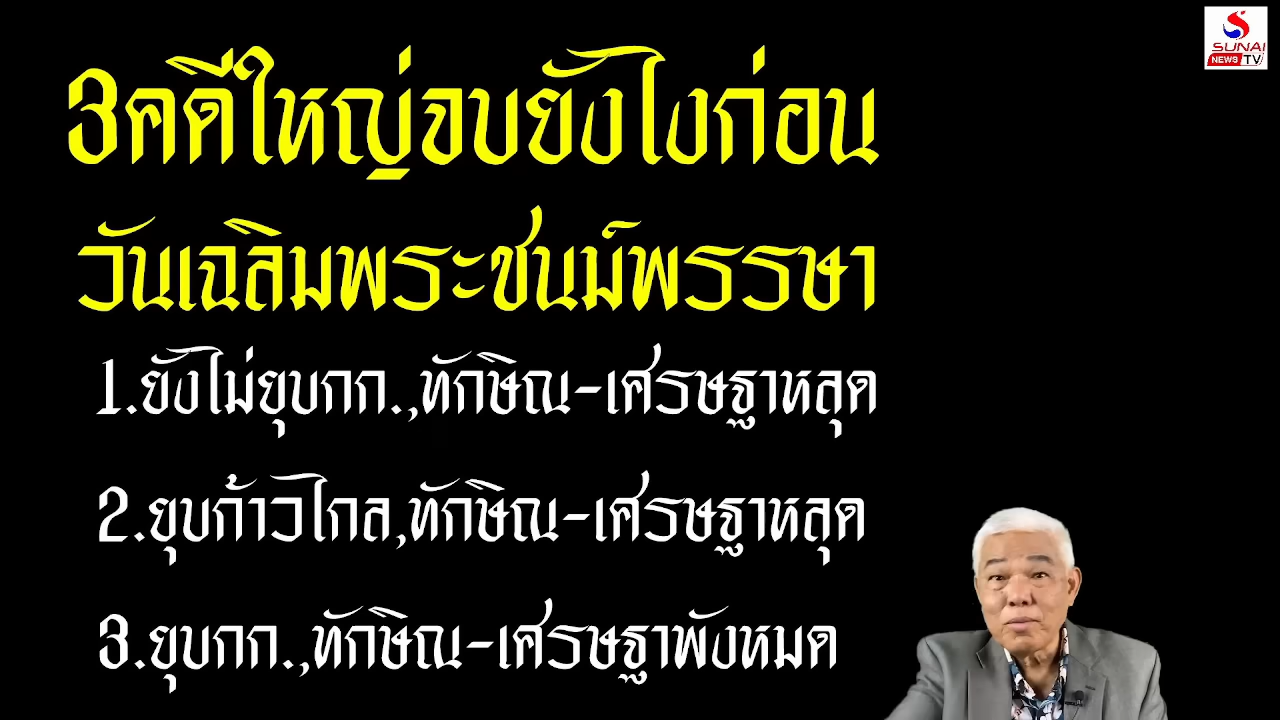 SUNAI
NEWS TV
3คดีใหญ่จบยังไงก่อน
วันเฉลิมพระชนม์พรรษา
1.ยังไม่ยุบกก.,ทักษิณ-เศรษฐาหลุด
2.ยุบก้าวไกล,ทักษิณ-เศรษฐาหลุด
3.ยุบกก.,ทักษิณ-เศรษฐาพังหมด